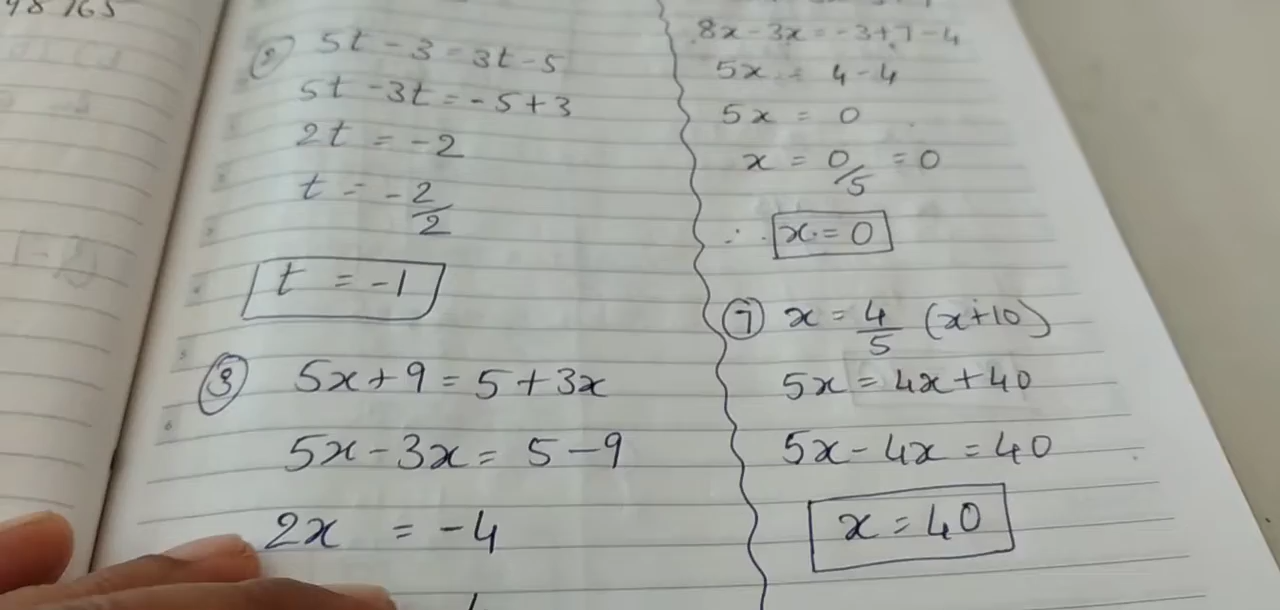 ② 5t - 3 = 3t - 5
5t - 3t = -5 + 3
2t = -2
t = -2/2
t = -1
③ 5x + 9 = 5 + 3x
5x - 3x = 5 - 9
2x = -4
8x - 3x = -3 + 7 - 4
5x = 4 - 4
5x = 0
x = 0/5 = 0
∴ x = 0
⑦ x = 4/5 (x + 10)
5x = 4x + 40
5x - 4x = 40
x = 40